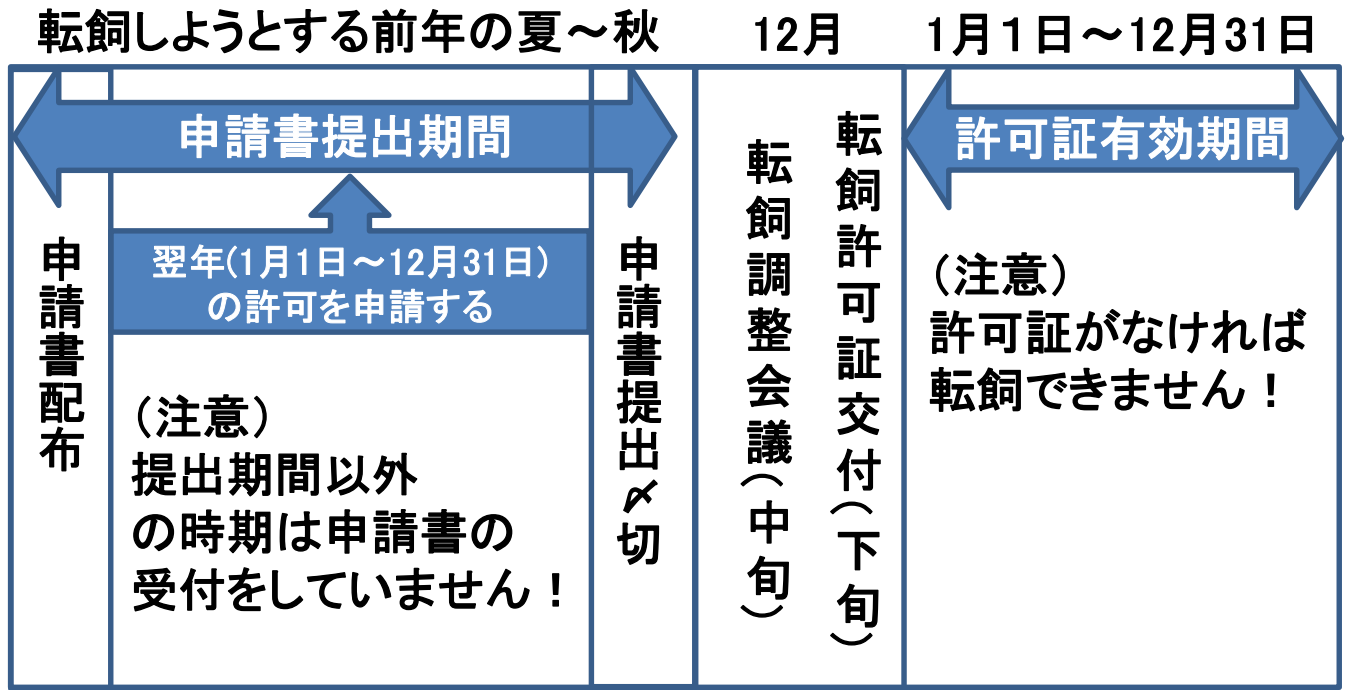 転飼しようとする前年の夏～秋
12月
1月１日～12月31日
申請書提出期間
許可証有効期間
翌年(1月1日～12月31日)
の許可を申請する
申請書配布
（注意）
提出期間以外
の時期は申請書の
受付をしていません！
申請書提出〆切
転飼調整会議（中旬）
転飼許可証交付（下旬）
（注意）
許可証がなければ
転飼できません！